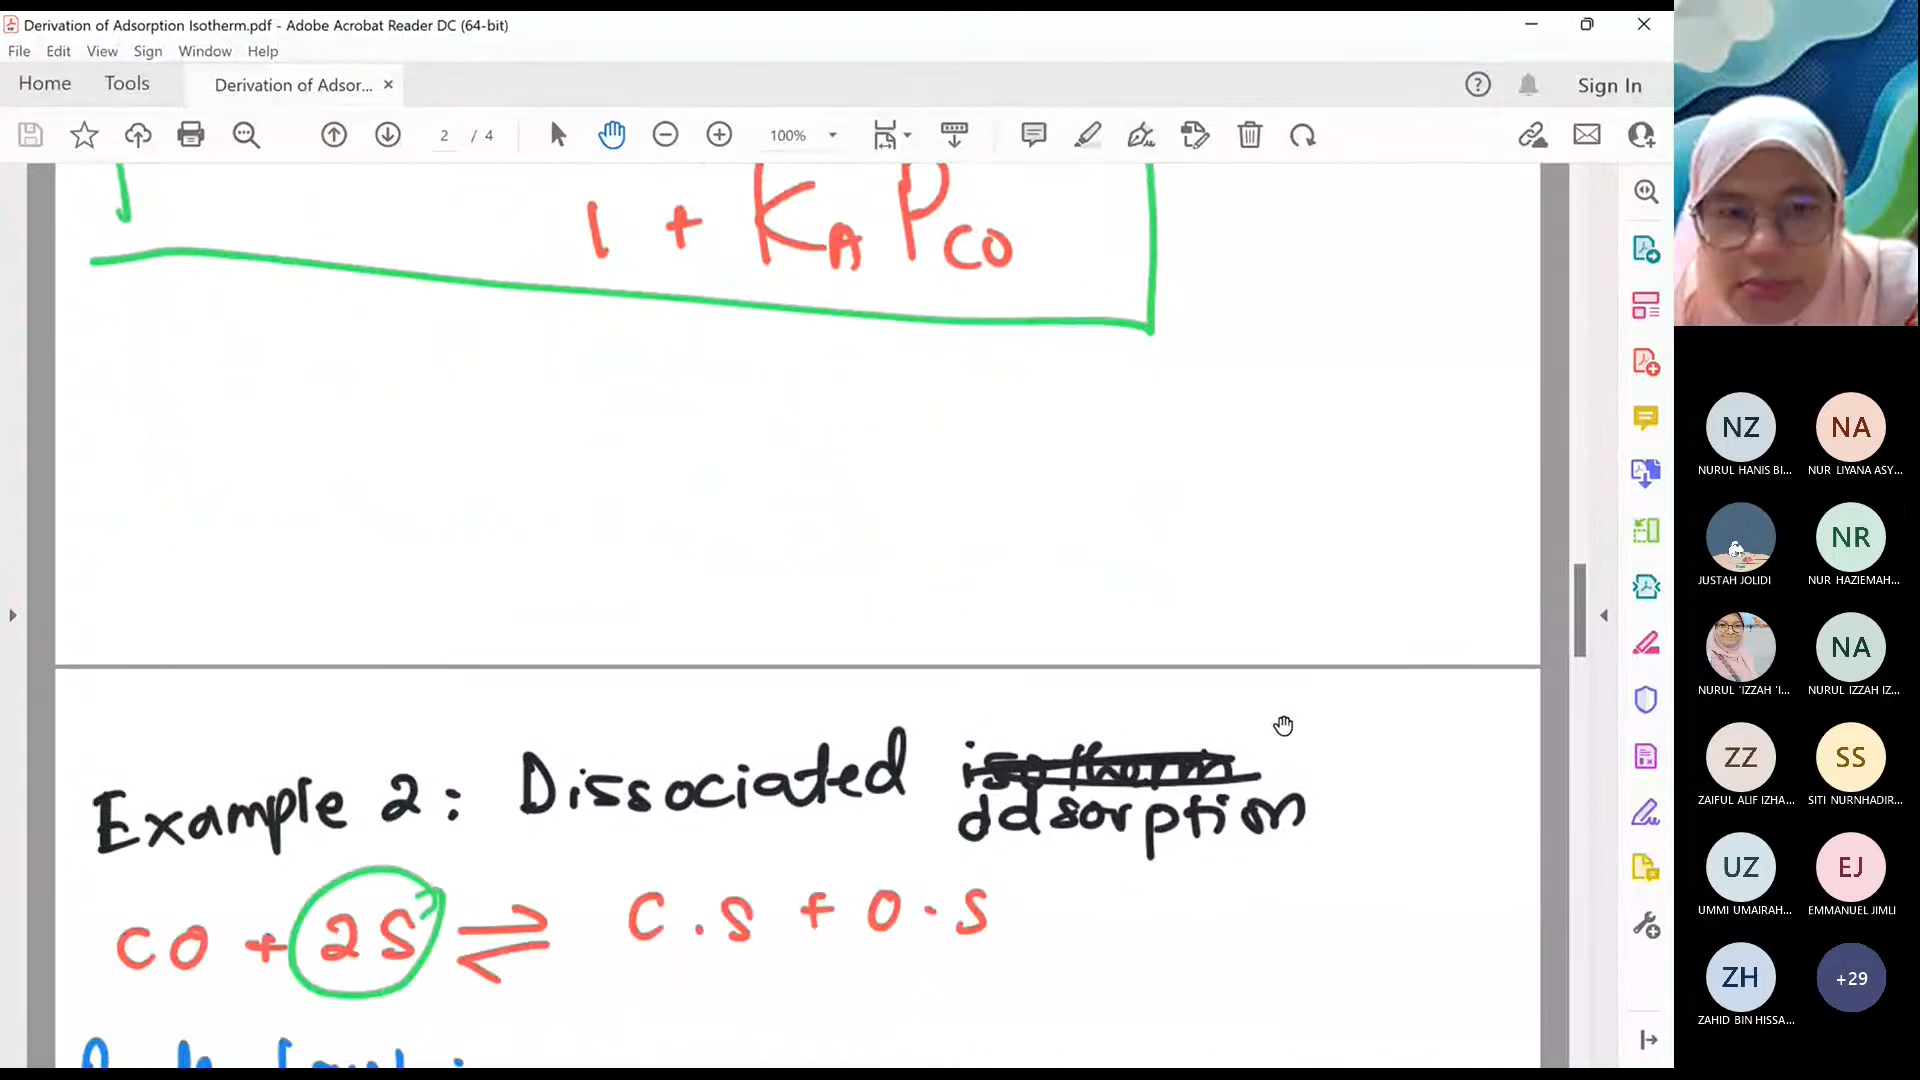 Derivation of Adsorption Isotherm.pdf - Adobe Acrobat Reader DC (64-bit)
File Edit View Sign Window Help
Home Tools Derivation of Adsor... × Sign In
2 / 4 100%
1 + KA PCO
Example 2: Dissociated adsorption
CO + 2S ⇌ C.S + O.S
NZ NA
NURUL HANIS BI... NUR LIYANA ASY...
NR
JUSTAH JOLIDI NUR HAZIEMAH...
NA
NURUL 'IZZAH 'I... NURUL IZZAH IZ...
ZZ SS
ZAIFUL ALIF IZHA... SITI NURNHADIR...
UZ EJ
UMMI UMAIRAH... EMMANUEL JIMLI
ZH +29
ZAHID BIN HISSA...